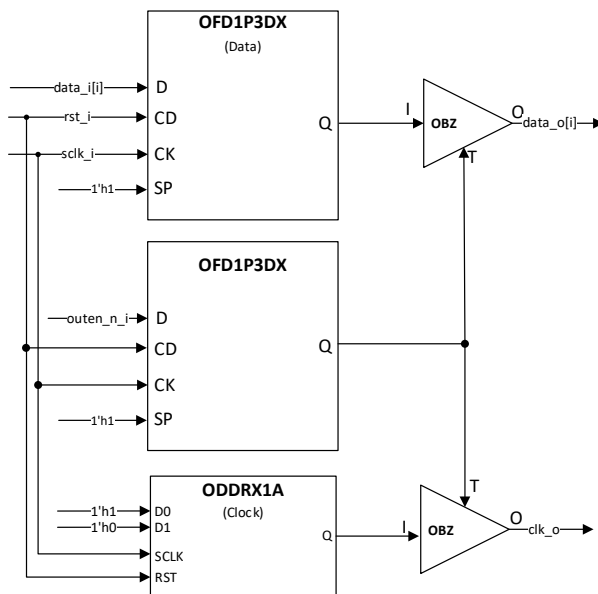 OFD1P3DX
(Data)
data_i[i]
D
rst_i
CD
sclk_i
CK
1'h1
SP
Q
I
OBZ
O
data_o[i]
T
OFD1P3DX
outen_n_i
D
CD
CK
1'h1
SP
Q
ODDRX1A
(Clock)
1'h1
D0
1'h0
D1
SCLK
RST
Q
I
T
OBZ
O
clk_o